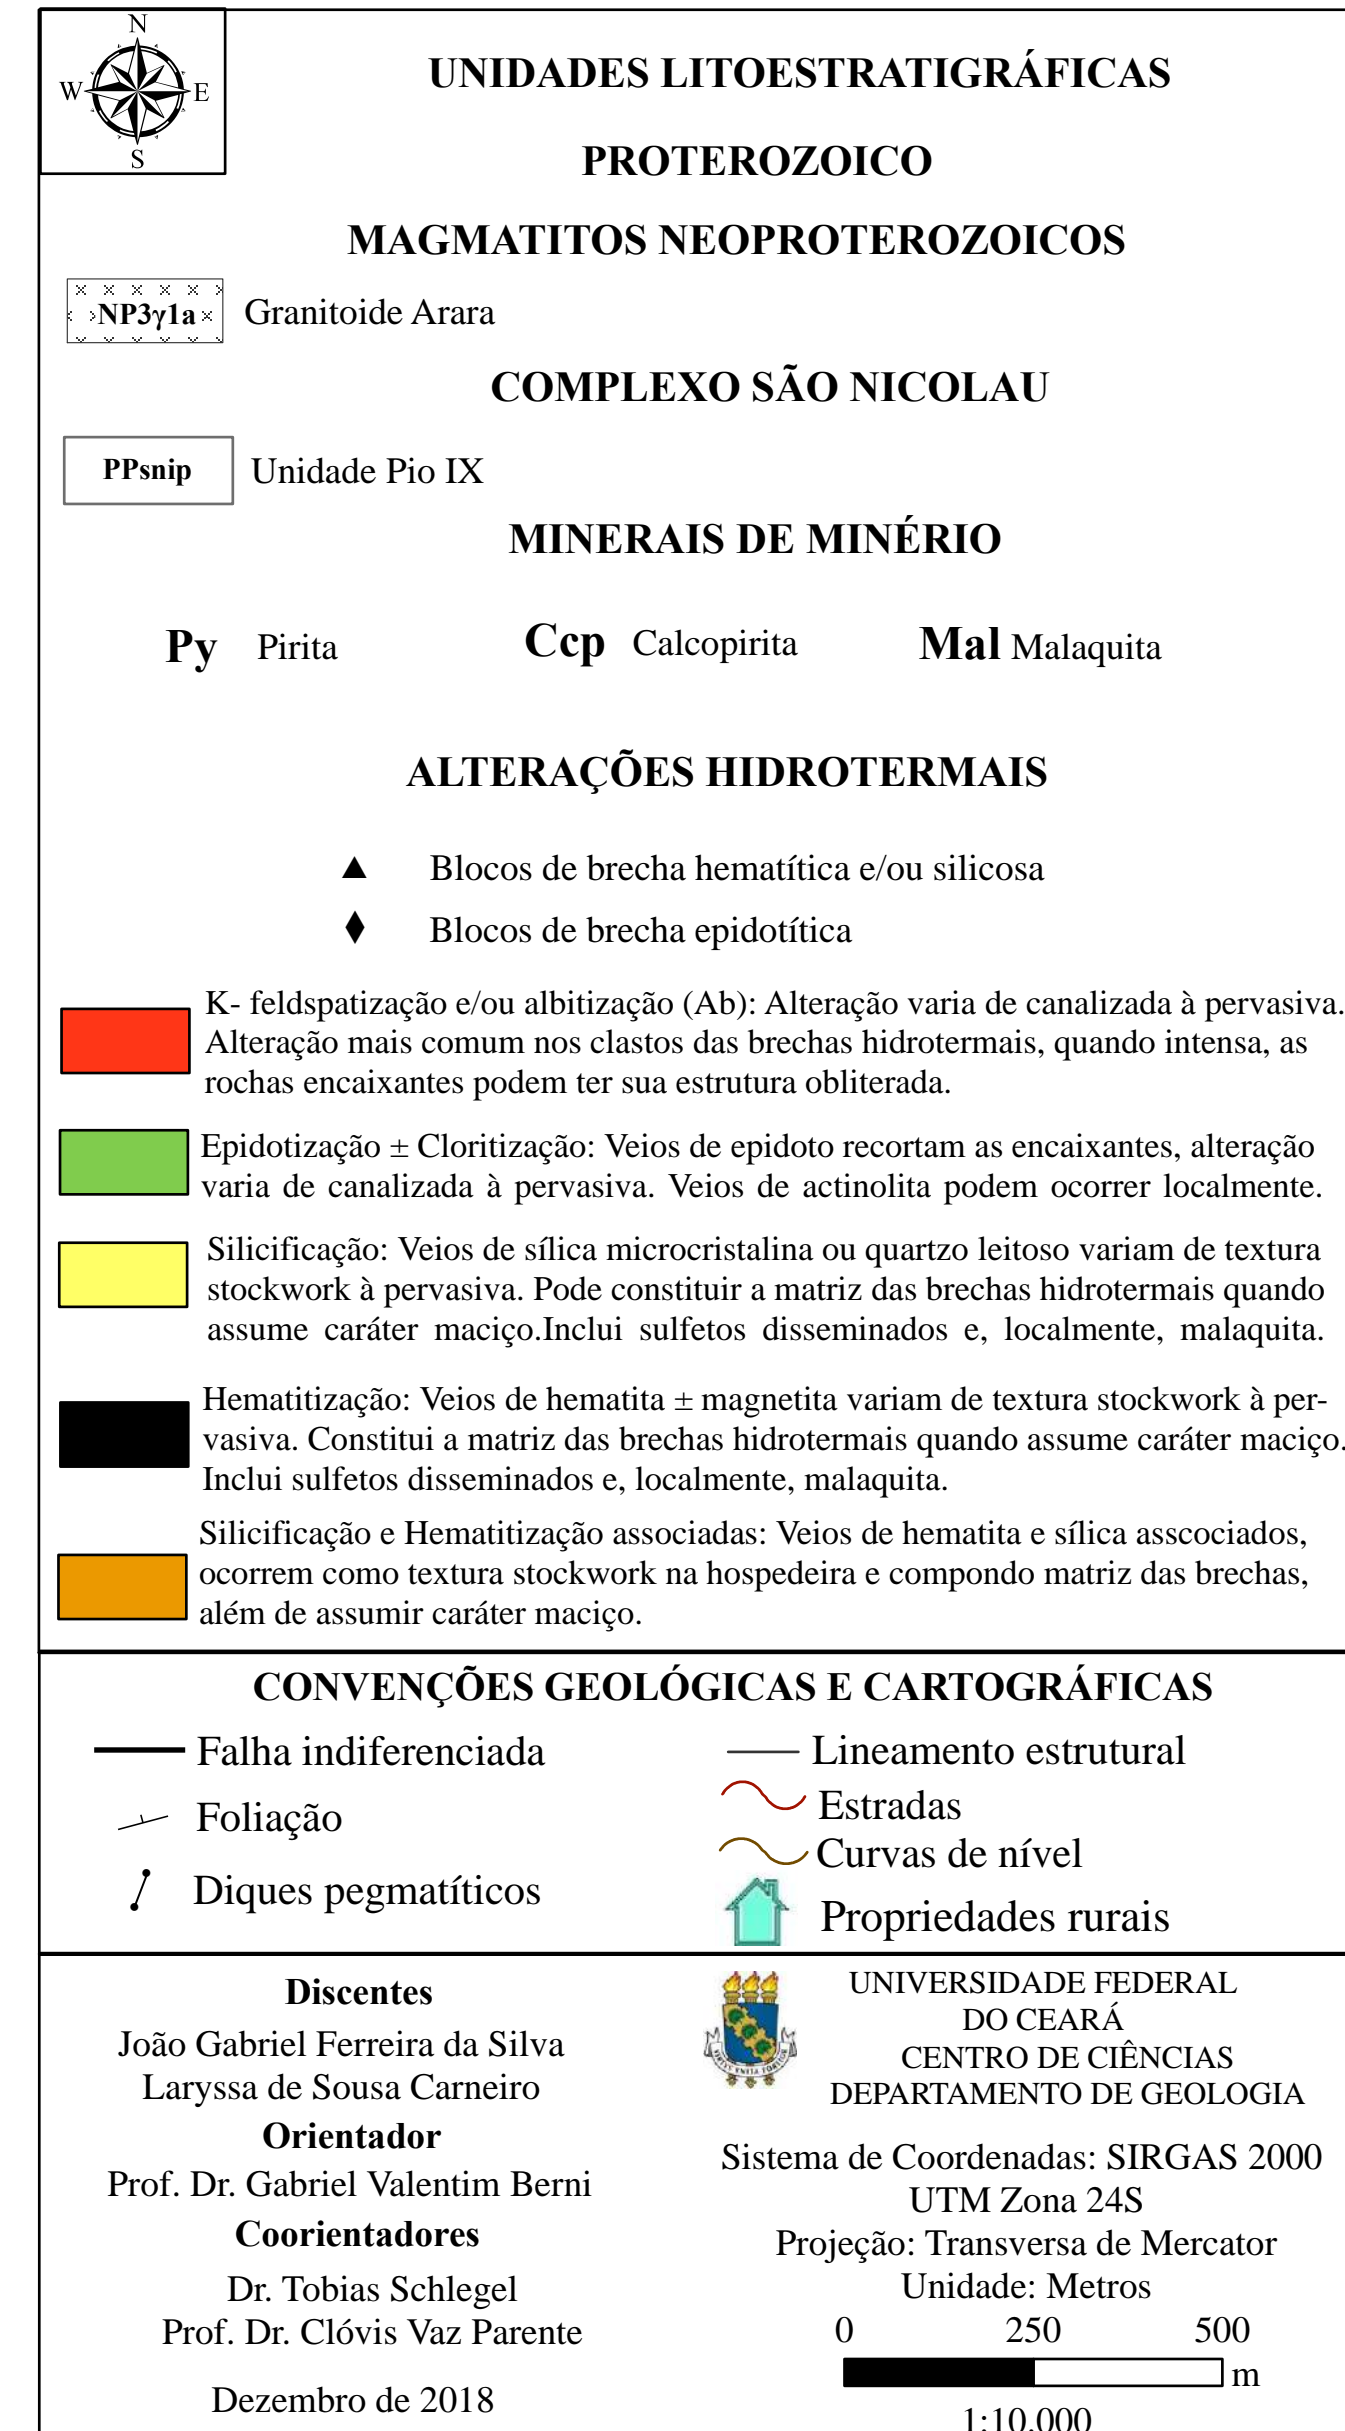 N
W E
S
UNIDADES LITOESTRATIGRÁFICAS
PROTEROZOICO
MAGMATITOS NEOPROTEROZOICOS
NP3γ1a Granitoide Arara
COMPLEXO SÃO NICOLAU
PPsnip Unidade Pio IX
MINERAIS DE MINÉRIO
Py Pirita Ccp Calcopirita Mal Malaquita
ALTERAÇÕES HIDROTERMAIS
Blocos de brecha hematítica e/ou silicosa
Blocos de brecha epidotítica
K- feldspatização e/ou albitização (Ab): Alteração varia de canalizada à pervasiva.
Alteração mais comum nos clastos das brechas hidrotermais, quando intensa, as
rochas encaixantes podem ter sua estrutura obliterada.
Epidotização ± Cloritização: Veios de epidoto recortam as encaixantes, alteração
varia de canalizada à pervasiva. Veios de actinolita podem ocorrer localmente.
Silicificação: Veios de sílica microcristalina ou quartzo leitoso variam de textura
stockwork à pervasiva. Pode constituir a matriz das brechas hidrotermais quando
assume caráter maciço.Inclui sulfetos disseminados e, localmente, malaquita.
Hematitização: Veios de hematita ± magnetita variam de textura stockwork à per-
vasiva. Constitui a matriz das brechas hidrotermais quando assume caráter maciço.
Inclui sulfetos disseminados e, localmente, malaquita.
Silicificação e Hematitização associadas: Veios de hematita e sílica asscociados,
ocorrem como textura stockwork na hospedeira e compondo matriz das brechas,
além de assumir caráter maciço.
CONVENÇÕES GEOLÓGICAS E CARTOGRÁFICAS
Falha indiferenciada
Foliação
Diques pegmatíticos
Lineamento estrutural
Estradas
Curvas de nível
Propriedades rurais
Discentes
João Gabriel Ferreira da Silva
Laryssa de Sousa Carneiro
Orientador
Prof. Dr. Gabriel Valentim Berni
Coorientadores
Dr. Tobias Schlegel
Prof. Dr. Clóvis Vaz Parente
Dezembro de 2018
UNIVERSIDADE FEDERAL
DO CEARÁ
CENTRO DE CIÊNCIAS
DEPARTAMENTO DE GEOLOGIA
Sistema de Coordenadas: SIRGAS 2000
UTM Zona 24S
Projeção: Transversa de Mercator
Unidade: Metros
0 250 500
m
1:10.000